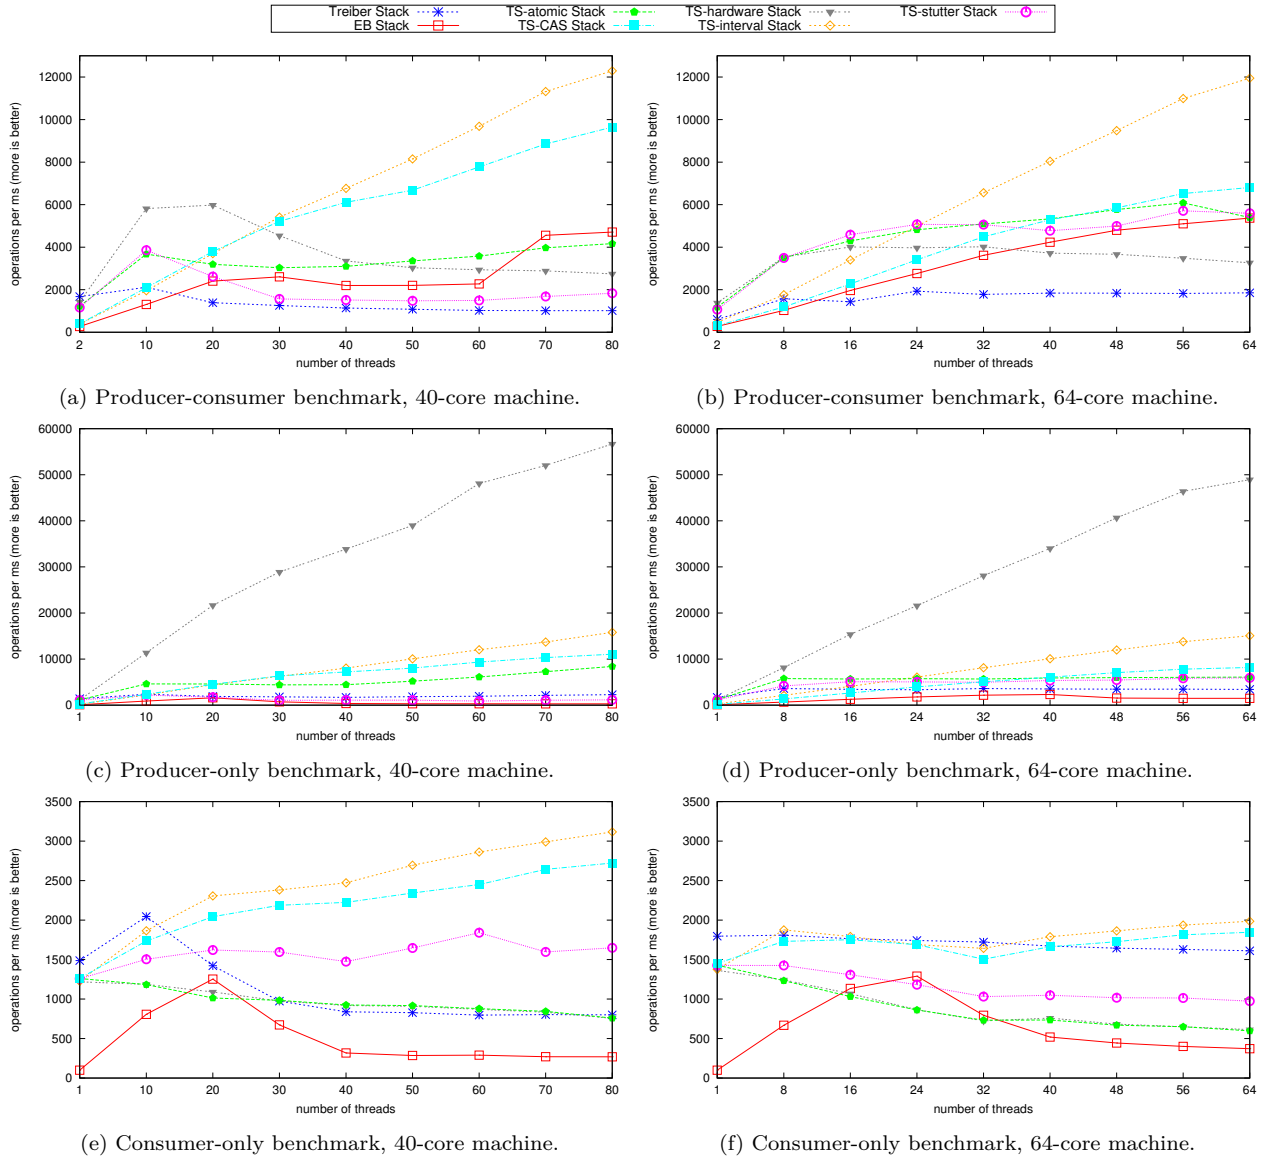 Treiber Stack TS-atomic Stack TS-hardware Stack TS-stutter Stack
EB Stack TS-CAS Stack TS-interval Stack
operations per ms (more is better)
12000
10000
8000
6000
4000
2000
0
2 10 20 30 40 50 60 70 80
number of threads
(a) Producer-consumer benchmark, 40-core machine.
operations per ms (more is better)
12000
10000
8000
6000
4000
2000
0
2 8 16 24 32 40 48 56 64
number of threads
(b) Producer-consumer benchmark, 64-core machine.
operations per ms (more is better)
60000
50000
40000
30000
20000
10000
0
1 10 20 30 40 50 60 70 80
number of threads
(c) Producer-only benchmark, 40-core machine.
operations per ms (more is better)
60000
50000
40000
30000
20000
10000
0
1 8 16 24 32 40 48 56 64
number of threads
(d) Producer-only benchmark, 64-core machine.
operations per ms (more is better)
3500
3000
2500
2000
1500
1000
500
0
1 10 20 30 40 50 60 70 80
number of threads
(e) Consumer-only benchmark, 40-core machine.
operations per ms (more is better)
3500
3000
2500
2000
1500
1000
500
0
1 8 16 24 32 40 48 56 64
number of threads
(f) Consumer-only benchmark, 64-core machine.